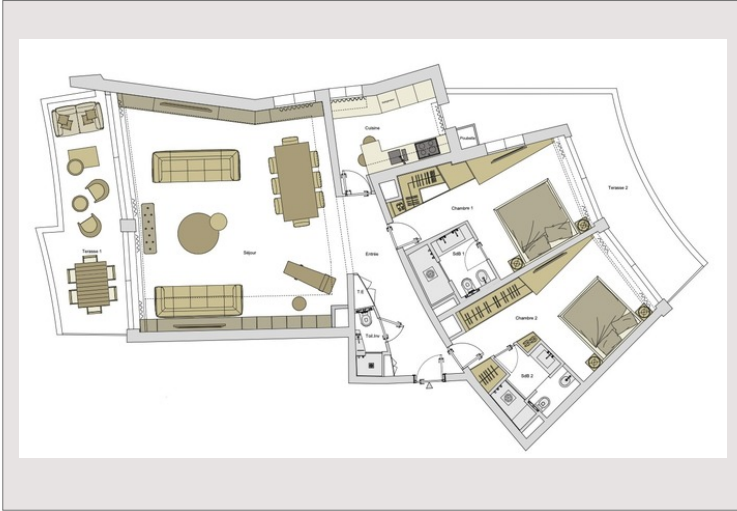 Cuisine
Poubelle
Terrasse 2
Chambre 1
Terrasse 1
Séjour
Entrée
SdB 1
T.E
Chambre 2
Toil.Inv
SdB 2